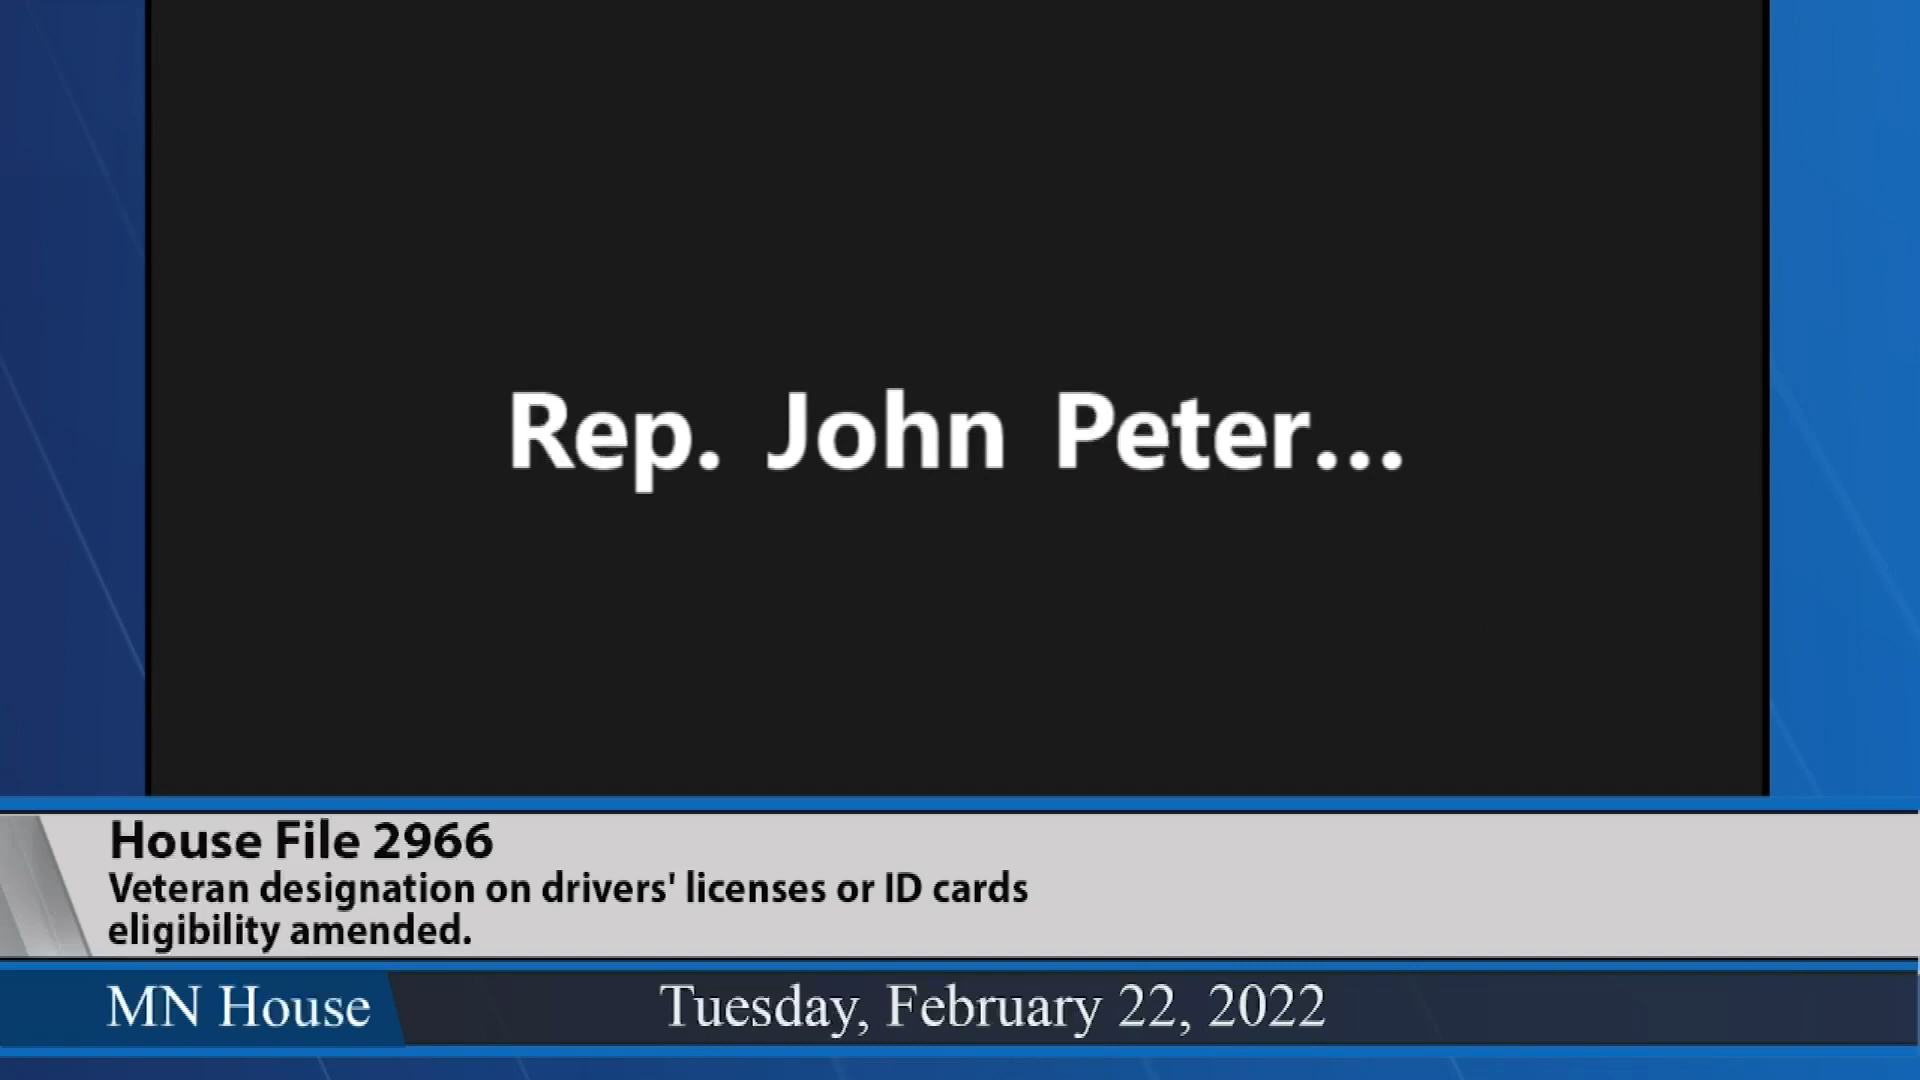 Rep. John Peter...
House File 2966
Veteran designation on drivers' licenses or ID cards
eligibility amended.
MN House
Tuesday, February 22, 2022